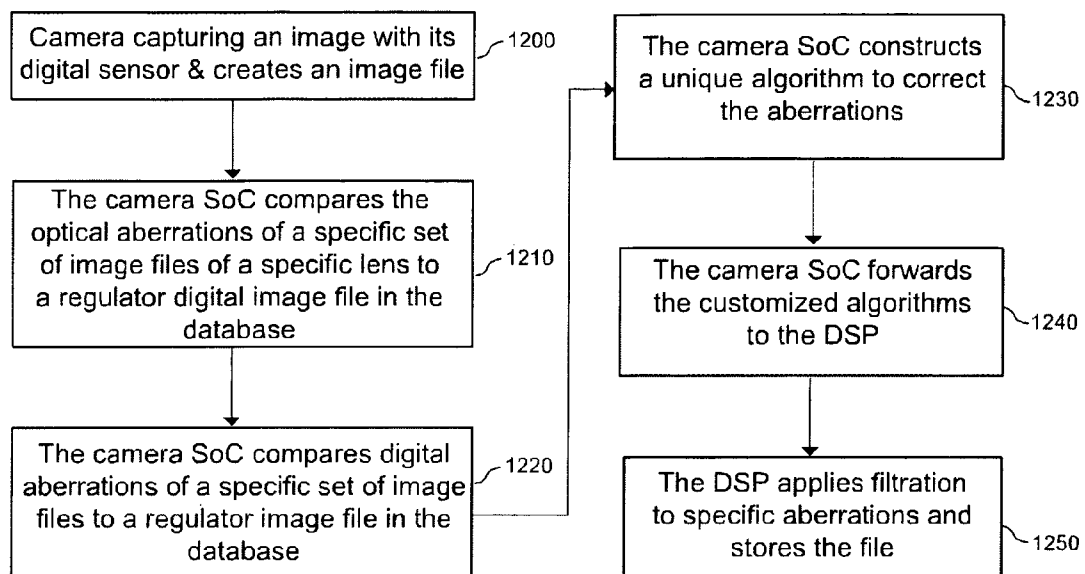 Camera capturing an image with its
digital sensor & creates an image file
1200
The camera SoC compares the
optical aberrations of a specific set
of image files of a specific lens to
a regulator digital image file in the
database
1210
The camera SoC compares digital
aberrations of a specific set of image
files to a regulator image file in the
database
1220
The camera SoC constructs
a unique algorithm to correct
the aberrations
1230
The camera SoC forwards
the customized algorithms
to the DSP
1240
The DSP applies filtration
to specific aberrations and
stores the file
1250